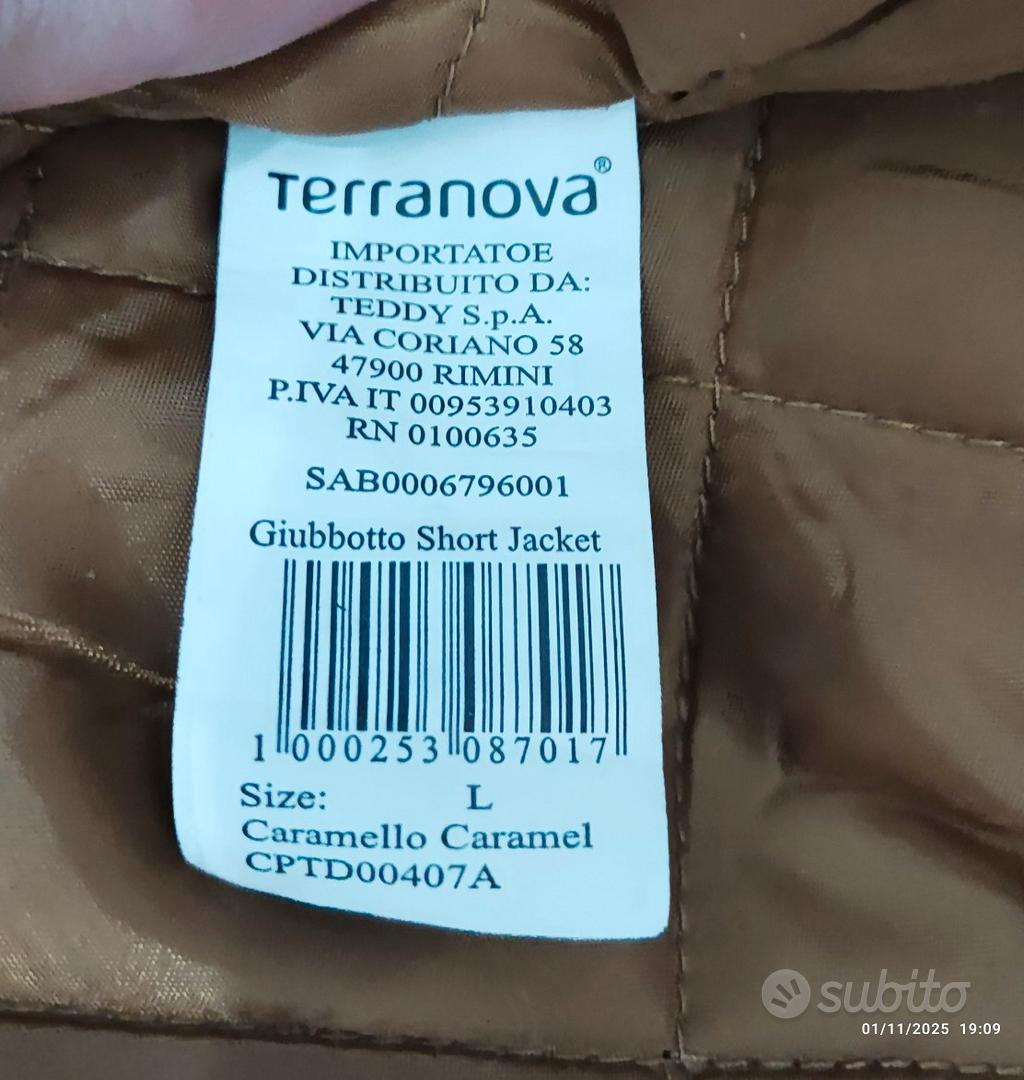 Terranova®
IMPORTATOE
DISTRIBUITO DA:
TEDDY S.p.A.
VIA CORIANO 58
47900 RIMINI
P.IVA IT 00953910403
RN 0100635
SAB0006796001
Giubbotto Short Jacket
1 000253 087017
Size: L
Caramello Caramel
CPTD00407A
subito
01/11/2025 19:09